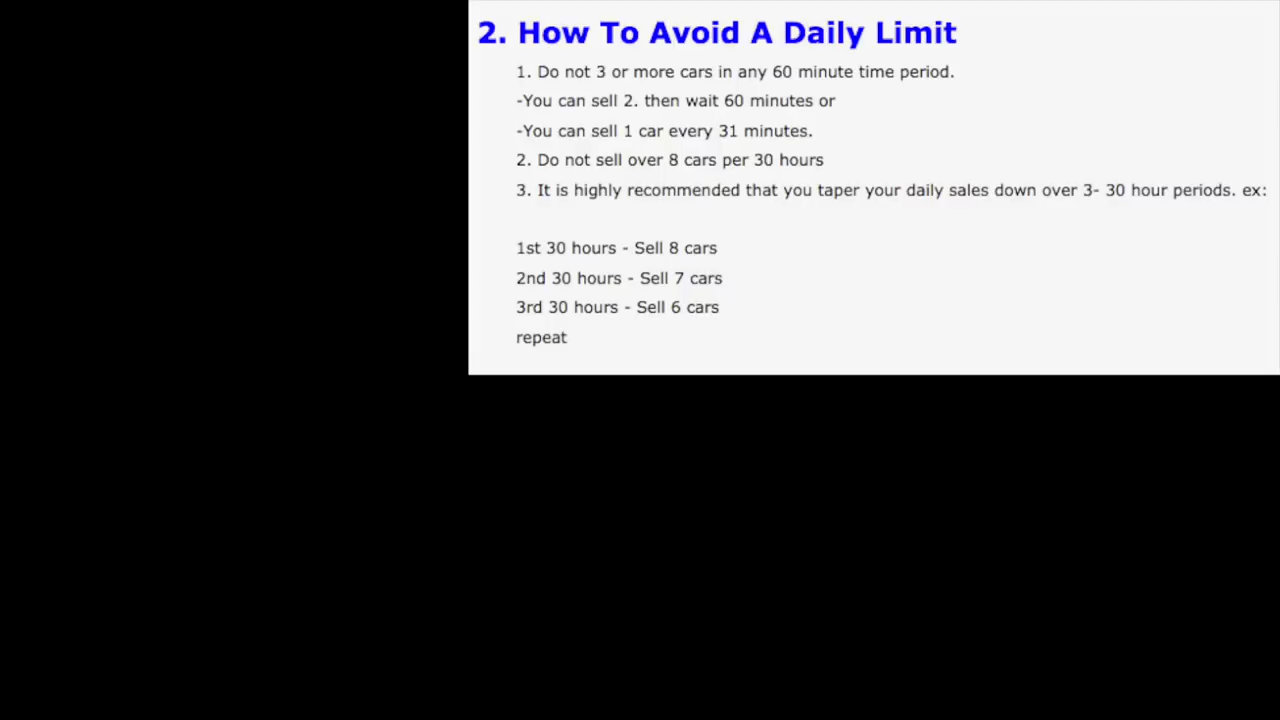 2. How To Avoid A Daily Limit
1. Do not 3 or more cars in any 60 minute time period.
-You can sell 2. then wait 60 minutes or
-You can sell 1 car every 31 minutes.
2. Do not sell over 8 cars per 30 hours
3. It is highly recommended that you taper your daily sales down over 3- 30 hour periods. ex:
1st 30 hours - Sell 8 cars
2nd 30 hours - Sell 7 cars
3rd 30 hours - Sell 6 cars
repeat